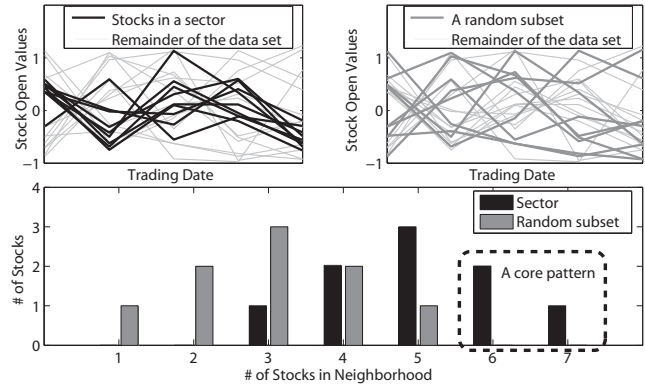 Stocks in a sector
Remainder of the data set
Stock Open Values
1
0
−1
Trading Date
A random subset
Remainder of the data set
Stock Open Values
1
0
−1
Trading Date
# of Stocks
4
3
2
1
0
Sector
Random subset
A core pattern
1 2 3 4 5 6 7
# of Stocks in Neighborhood